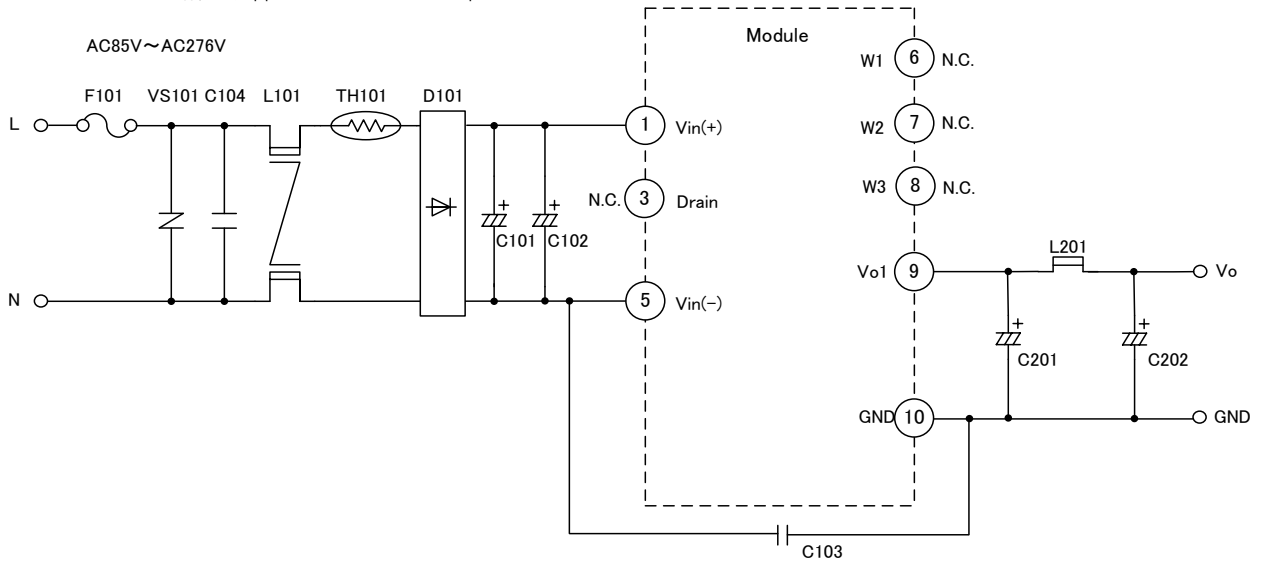 AC85V～AC276V
Module
F101
VS101
C104
L101
TH101
D101
L
N
C101
C102
1
Vin(+)
N.C.
3
Drain
5
Vin(-)
W1
6
N.C.
W2
7
N.C.
W3
8
N.C.
Vo1
9
L201
Vo
C201
C202
GND
10
GND
C103
+
+
+
+